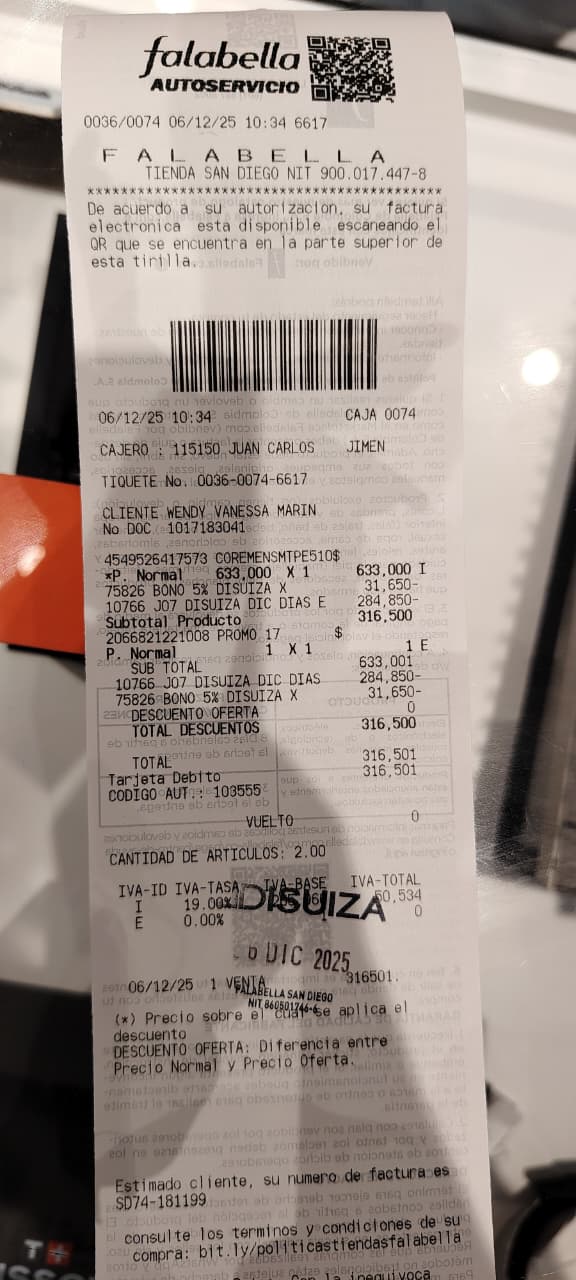 falabella
AUTOSERVICIO
0036/0074 06/12/25 10:34 6617
F A L A B E L L A
TIENDA SAN DIEGO NIT 900.017.447-8
******************************************
De acuerdo a su autorizacion, su factura
electronica esta disponible escaneando el
QR que se encuentra en la parte superior de
esta tirilla.
06/12/25 10:34 CAJA 0074
CAJERO : 115150 JUAN CARLOS JIMEN
TIQUETE No. 0036-0074-6617
CLIENTE WENDY VANESSA MARIN
No DOC 1017183041
4549526417573 COREMENSMTPE510$
*P. Normal 633,000 X 1 633,000 I
75826 BONO 5% DISUIZA X 31,650-
10766 J07 DISUIZA DIC DIAS E 284,850-
Subtotal Producto 316,500
2066821221008 PROMO 17 $
P. Normal 1 X 1 1 E
SUB TOTAL 633,001
10766 J07 DISUIZA DIC DIAS 284,850-
75826 BONO 5% DISUIZA X 31,650-
DESCUENTO OFERTA 0
TOTAL DESCUENTOS 316,500
TOTAL 316,501
Tarjeta Debito 316,501
CODIGO AUT.: 103555
VUELTO 0
CANTIDAD DE ARTICULOS: 2.00
IVA-ID IVA-TASA IVA-BASE IVA-TOTAL
I 19.00% 50,534
E 0.00% 0
DISUIZA
6 DIC 2025
06/12/25 1 VENTA 316501.
FALABELLA SAN DIEGO
NIT. 860501746-6
(*) Precio sobre el cual se aplica el
descuento
DESCUENTO OFERTA: Diferencia entre
Precio Normal y Precio Oferta.
Estimado cliente, su numero de factura es
SD74-181199
consulte los terminos y condiciones de su
compra: bit.ly/politicastiendasfalabella
Con la inequivoca